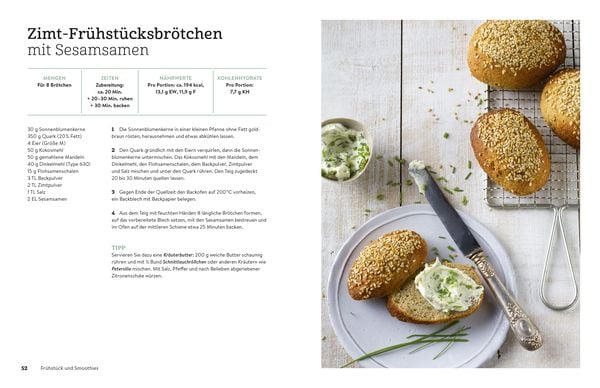 Zimt-Frühstücksbrötchen
mit Sesamsamen
MENGEN
Für 8 Brötchen
ZEITEN
Zubereitung:
ca. 20 Min.
+ 20–30 Min. ruhen
+ 30 Min. backen
NÄHRWERTE
Pro Portion: ca. 194 kcal,
13,1 g EW, 11,9 g F
KOHLENHYDRATE
Pro Portion:
7,7 g KH
30 g Sonnenblumenkerne
350 g Quark (20% Fett)
4 Eier (Größe M)
50 g Kokosmehl
50 g gemahlene Mandeln
40 g Dinkelmehl (Type 630)
15 g Flohsamenschalen
3 TL Backpulver
2 TL Zimtpulver
1 TL Salz
2 EL Sesamsamen
1 Die Sonnenblumenkerne in einer kleinen Pfanne ohne Fett gold-
braun rösten, herausnehmen und etwas abkühlen lassen.
2 Den Quark gründlich mit den Eiern verquirlen, dann die Sonnen-
blumenkerne untermischen. Das Kokosmehl mit den Mandeln, dem
Dinkelmehl, den Flohsamenschalen, dem Backpulver, Zimtpulver
und Salz mischen und unter den Quark rühren. Den Teig zugedeckt
20 bis 30 Minuten quellen lassen.
3 Gegen Ende der Quellzeit den Backofen auf 200°C vorheizen,
ein Backblech mit Backpapier belegen.
4 Aus dem Teig mit feuchten Händen 8 längliche Brötchen formen,
auf das vorbereitete Blech setzen, mit den Sesamsamen bestreuen und
im Ofen auf der mittleren Schiene etwa 25 Minuten backen.
TIPP
Servieren Sie dazu eine Kräuterbutter: 200 g weiche Butter schaumig
rühren und mit ½ Bund Schnittlauchröllchen oder anderen Kräutern wie
Petersilie mischen. Mit Salz, Pfeffer und nach Belieben abgeriebener
Zitronenschale würzen.
52 Frühstück und Smoothies